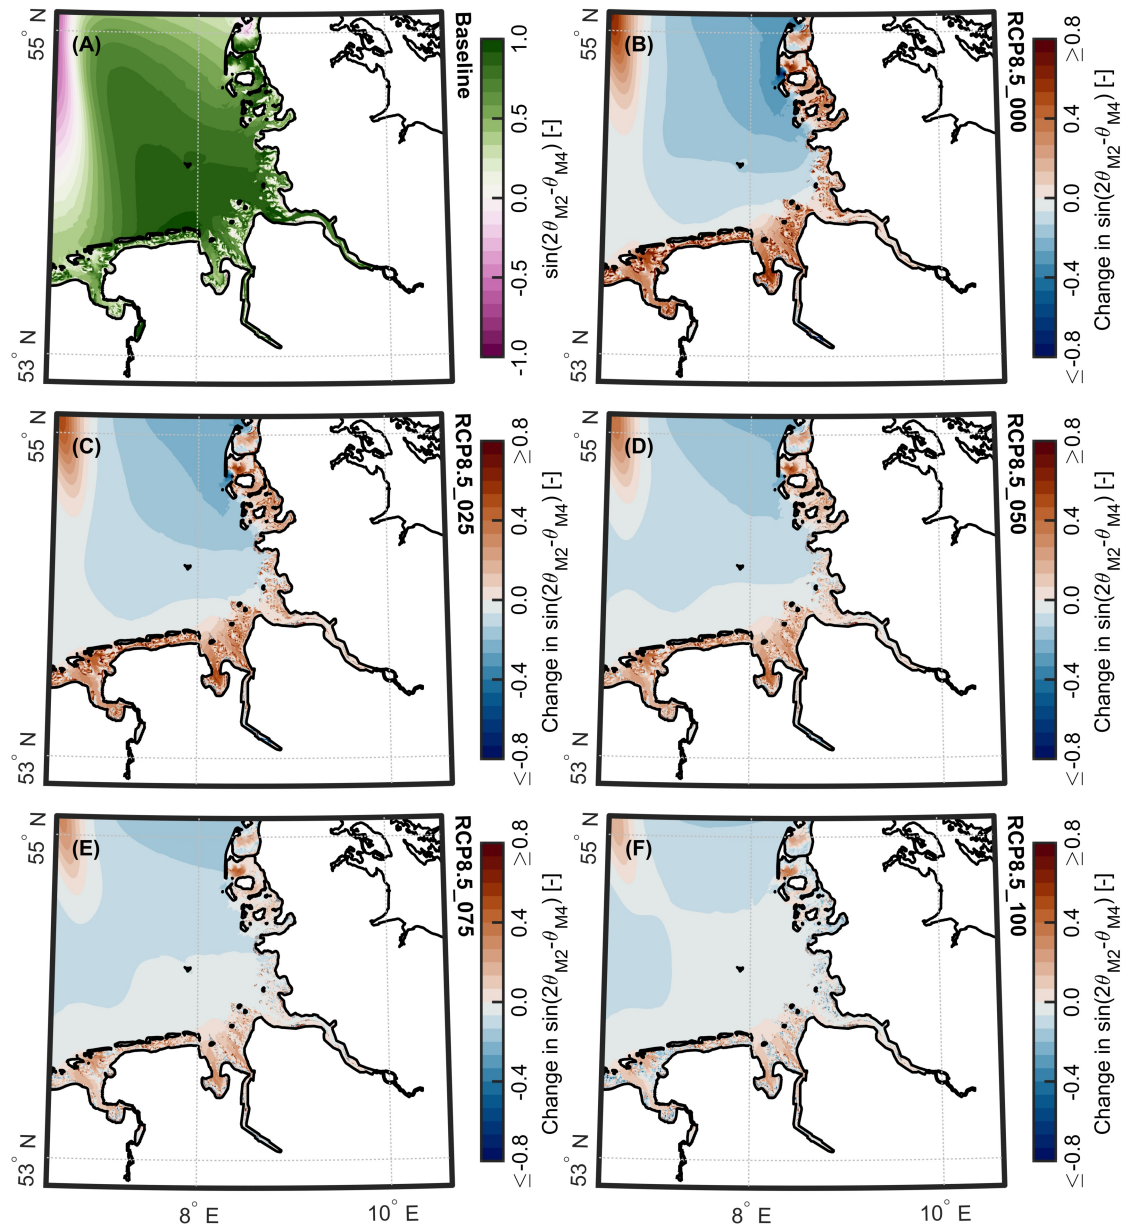 (A)
55° N
53° N
Baseline
1.0
0.5
0.0
-0.5
-1.0
sin(2θM2-θM4) [-]
(B)
55° N
53° N
RCP8.5_000
≥0.8
0.4
0.0
-0.4
≤-0.8
Change in sin(2θM2-θM4) [-]
(C)
55° N
53° N
RCP8.5_025
≥0.8
0.4
0.0
-0.4
≤-0.8
Change in sin(2θM2-θM4) [-]
(D)
55° N
53° N
RCP8.5_050
≥0.8
0.4
0.0
-0.4
≤-0.8
Change in sin(2θM2-θM4) [-]
(E)
55° N
53° N
RCP8.5_075
≥0.8
0.4
0.0
-0.4
≤-0.8
Change in sin(2θM2-θM4) [-]
8° E
10° E
(F)
55° N
53° N
RCP8.5_100
≥0.8
0.4
0.0
-0.4
≤-0.8
Change in sin(2θM2-θM4) [-]
8° E
10° E